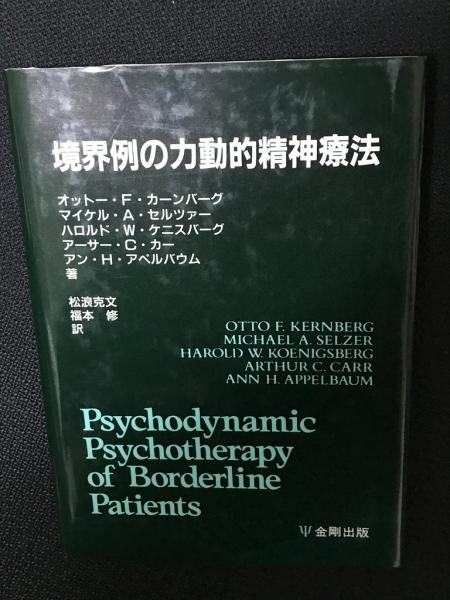 境界例の力動的精神療法
オットー・F・カーンバーグ
マイケル・A・セルツァー
ハロルド・W・ケニスバーグ
アーサー・C・カー
アン・H・アペルバウム
著
松浪克文
福本 修
訳
OTTO F. KERNBERG
MICHAEL A. SELZER
HAROLD W. KOENIGSBERG
ARTHUR C. CARR
ANN H. APPELBAUM
Psychodynamic
Psychotherapy
of Borderline
Patients
Ψ金剛出版